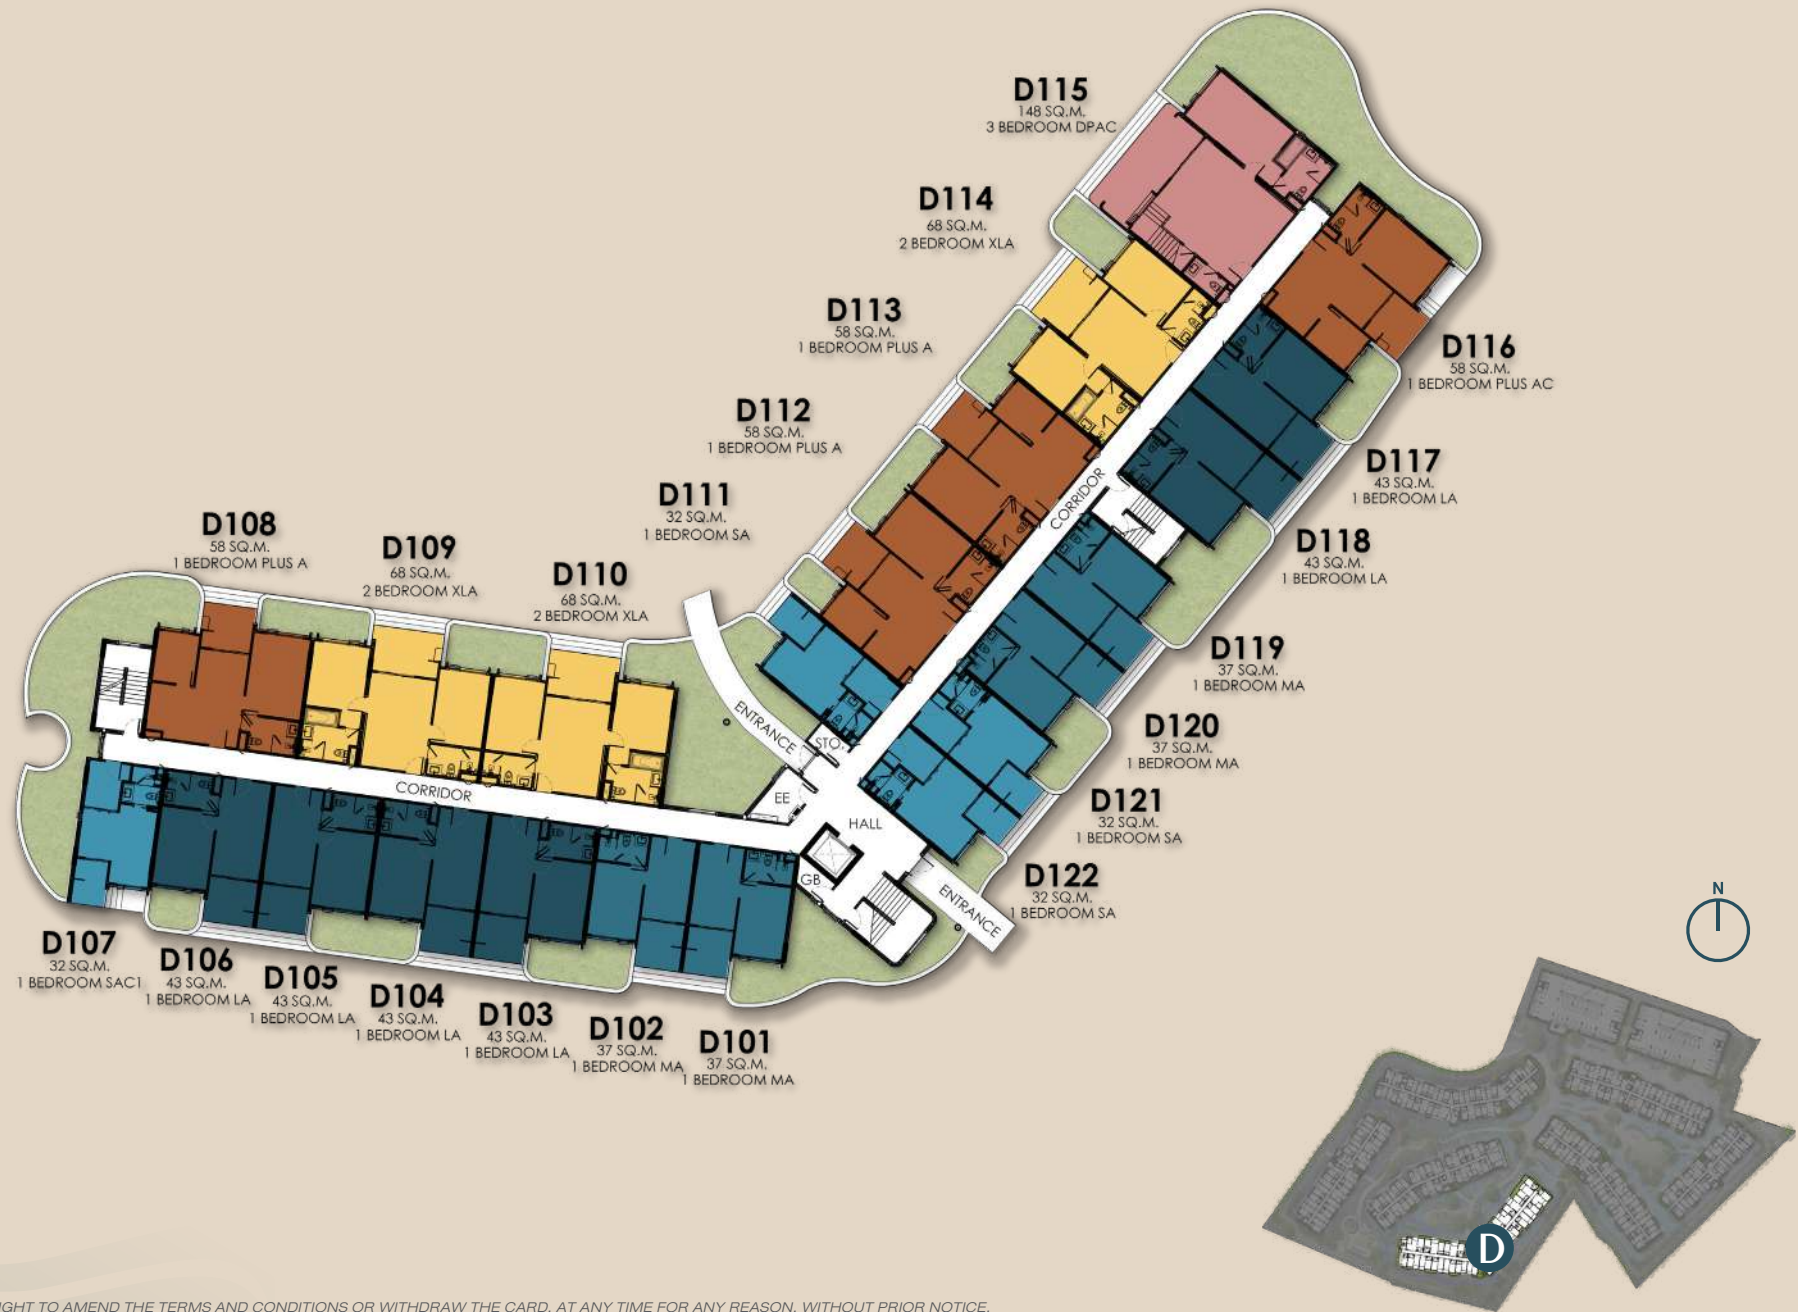 D115
148 SQ.M.
3 BEDROOM DPAC
D114
68 SQ.M.
2 BEDROOM XLA
D113
58 SQ.M.
1 BEDROOM PLUS A
D112
58 SQ.M.
1 BEDROOM PLUS A
D111
32 SQ.M.
1 BEDROOM SA
D108
58 SQ.M.
1 BEDROOM PLUS A
D109
68 SQ.M.
2 BEDROOM XLA
D110
68 SQ.M.
2 BEDROOM XLA
D116
58 SQ.M.
1 BEDROOM PLUS AC
D117
43 SQ.M.
1 BEDROOM LA
D118
43 SQ.M.
1 BEDROOM LA
D119
37 SQ.M.
1 BEDROOM MA
D120
37 SQ.M.
1 BEDROOM MA
D121
32 SQ.M.
1 BEDROOM SA
D122
32 SQ.M.
1 BEDROOM SA
CORRIDOR
ENTRANCE
STO.
EE
HALL
CORRIDOR
GB
ENTRANCE
D107
32 SQ.M.
1 BEDROOM SAC1
D106
43 SQ.M.
1 BEDROOM LA
D105
43 SQ.M.
1 BEDROOM LA
D104
43 SQ.M.
1 BEDROOM LA
D103
43 SQ.M.
1 BEDROOM LA
D102
37 SQ.M.
1 BEDROOM MA
D101
37 SQ.M.
1 BEDROOM MA
N
D
GHT TO AMEND THE TERMS AND CONDITIONS OR WITHDRAW THE CARD, AT ANY TIME FOR ANY REASON, WITHOUT PRIOR NOTICE.